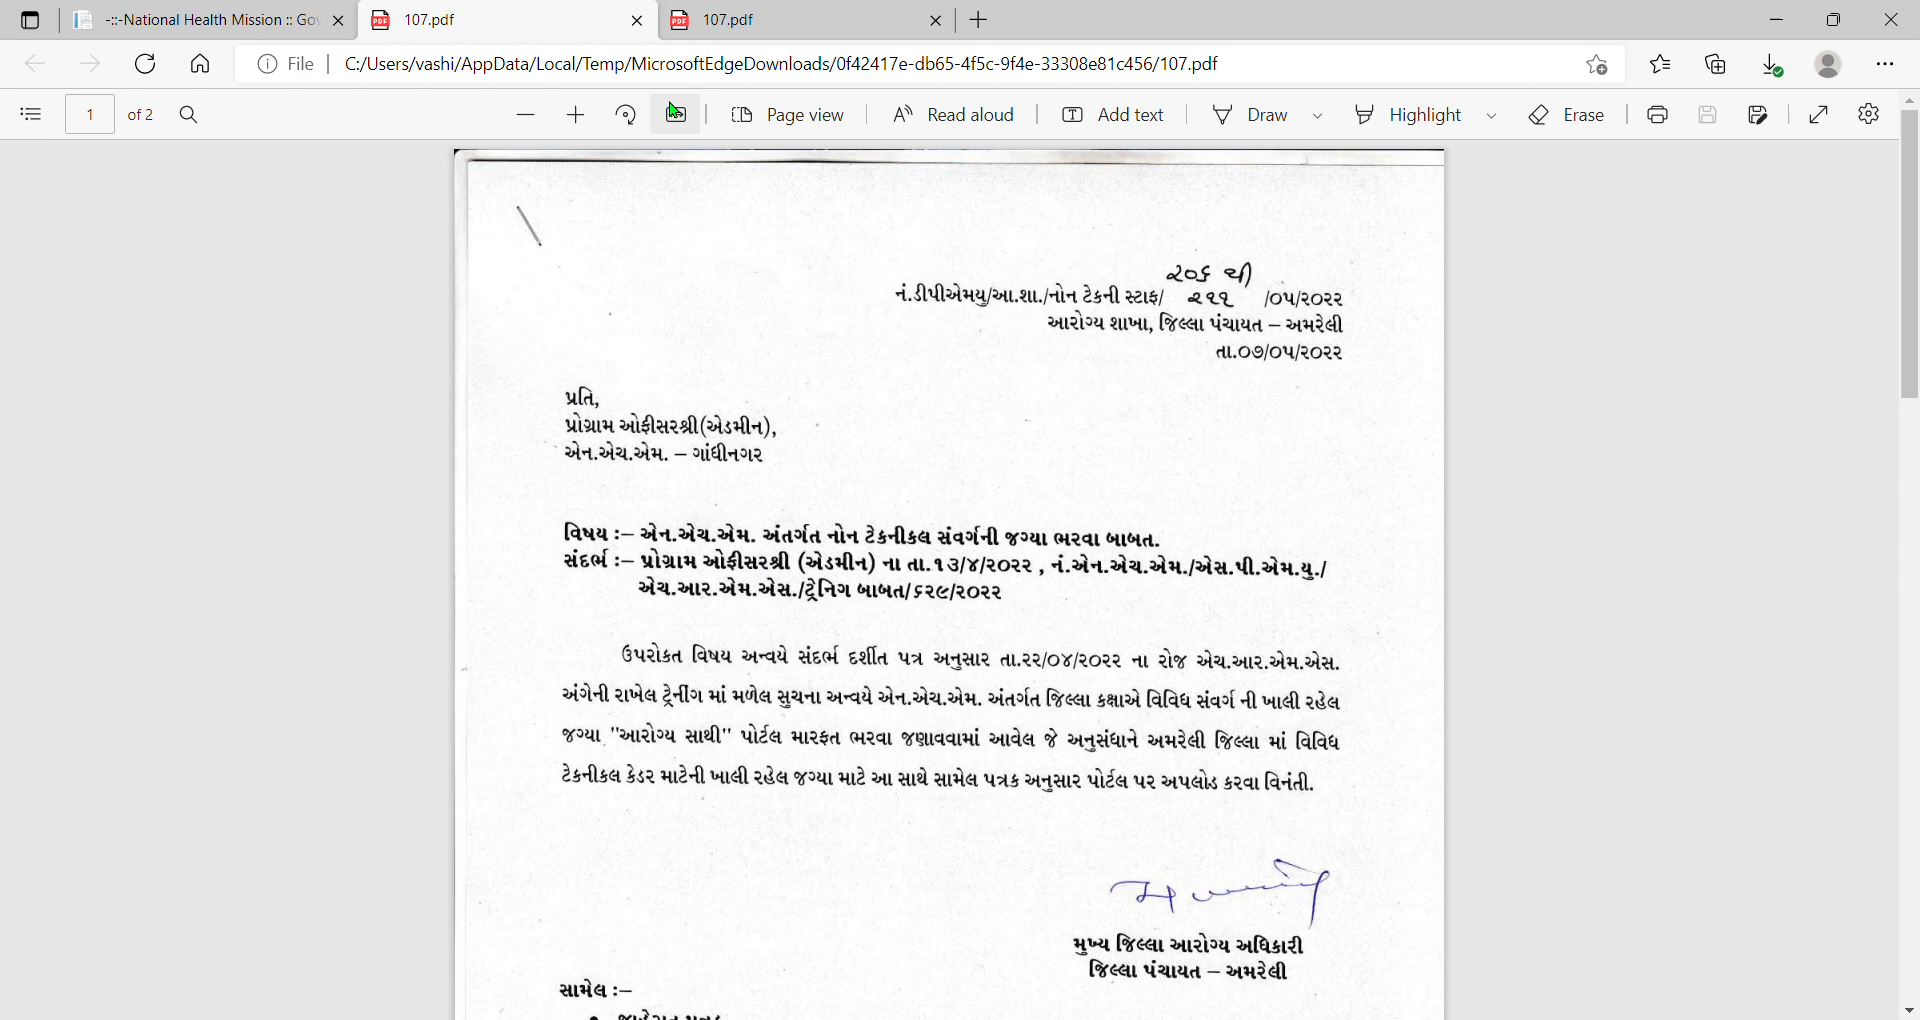 -::-National Health Mission :: Gov
107.pdf
107.pdf
File
C:/Users/vashi/AppData/Local/Temp/MicrosoftEdgeDownloads/0f42417e-db65-4f5c-9f4e-33308e81c456/107.pdf
1 of 2
Page view
Read aloud
Add text
Draw
Highlight
Erase
૨૦૬ થી
નં.ડીપીએમયુ/આ.શા./નોન ટેકની સ્ટાફ/ ૨૧૧ /૦૫/૨૦૨૨
આરોગ્ય શાખા, જિલ્લા પંચાયત – અમરેલી
તા.૦૭/૦૫/૨૦૨૨
પ્રતિ,
પ્રોગ્રામ ઓફીસરશ્રી(એડમીન),
એન.એચ.એમ. – ગાંધીનગર
વિષય :– એન.એચ.એમ. અંતર્ગત નોન ટેકનીકલ સંવર્ગની જગ્યા ભરવા બાબત.
સંદર્ભ :– પ્રોગ્રામ ઓફીસરશ્રી (એડમીન) ના તા.૧૩/૪/૨૦૨૨ , નં.એન.એચ.એમ./એસ.પી.એમ.યુ./
એચ.આર.એમ.એસ./ટ્રેનિગ બાબત/૬૨૯/૨૦૨૨
ઉપરોકત વિષય અન્વયે સંદર્ભ દર્શીત પત્ર અનુસાર તા.૨૨/૦૪/૨૦૨૨ ના રોજ એચ.આર.એમ.એસ.
અંગેની રાખેલ ટ્રેનીંગ માં મળેલ સુચના અન્વયે એન.એચ.એમ. અંતર્ગત જિલ્લા કક્ષાએ વિવિધ સંવર્ગ ની ખાલી રહેલ
જગ્યા "આરોગ્ય સાથી" પોર્ટલ મારફત ભરવા જણાવવામાં આવેલ જે અનુસંધાને અમરેલી જિલ્લા માં વિવિધ
ટેકનીકલ કેડર માટેની ખાલી રહેલ જગ્યા માટે આ સાથે સામેલ પત્રક અનુસાર પોર્ટલ પર અપલોડ કરવા વિનંતી.
મુખ્ય જિલ્લા આરોગ્ય અધિકારી
જિલ્લા પંચાયત – અમરેલી
સામેલ :–